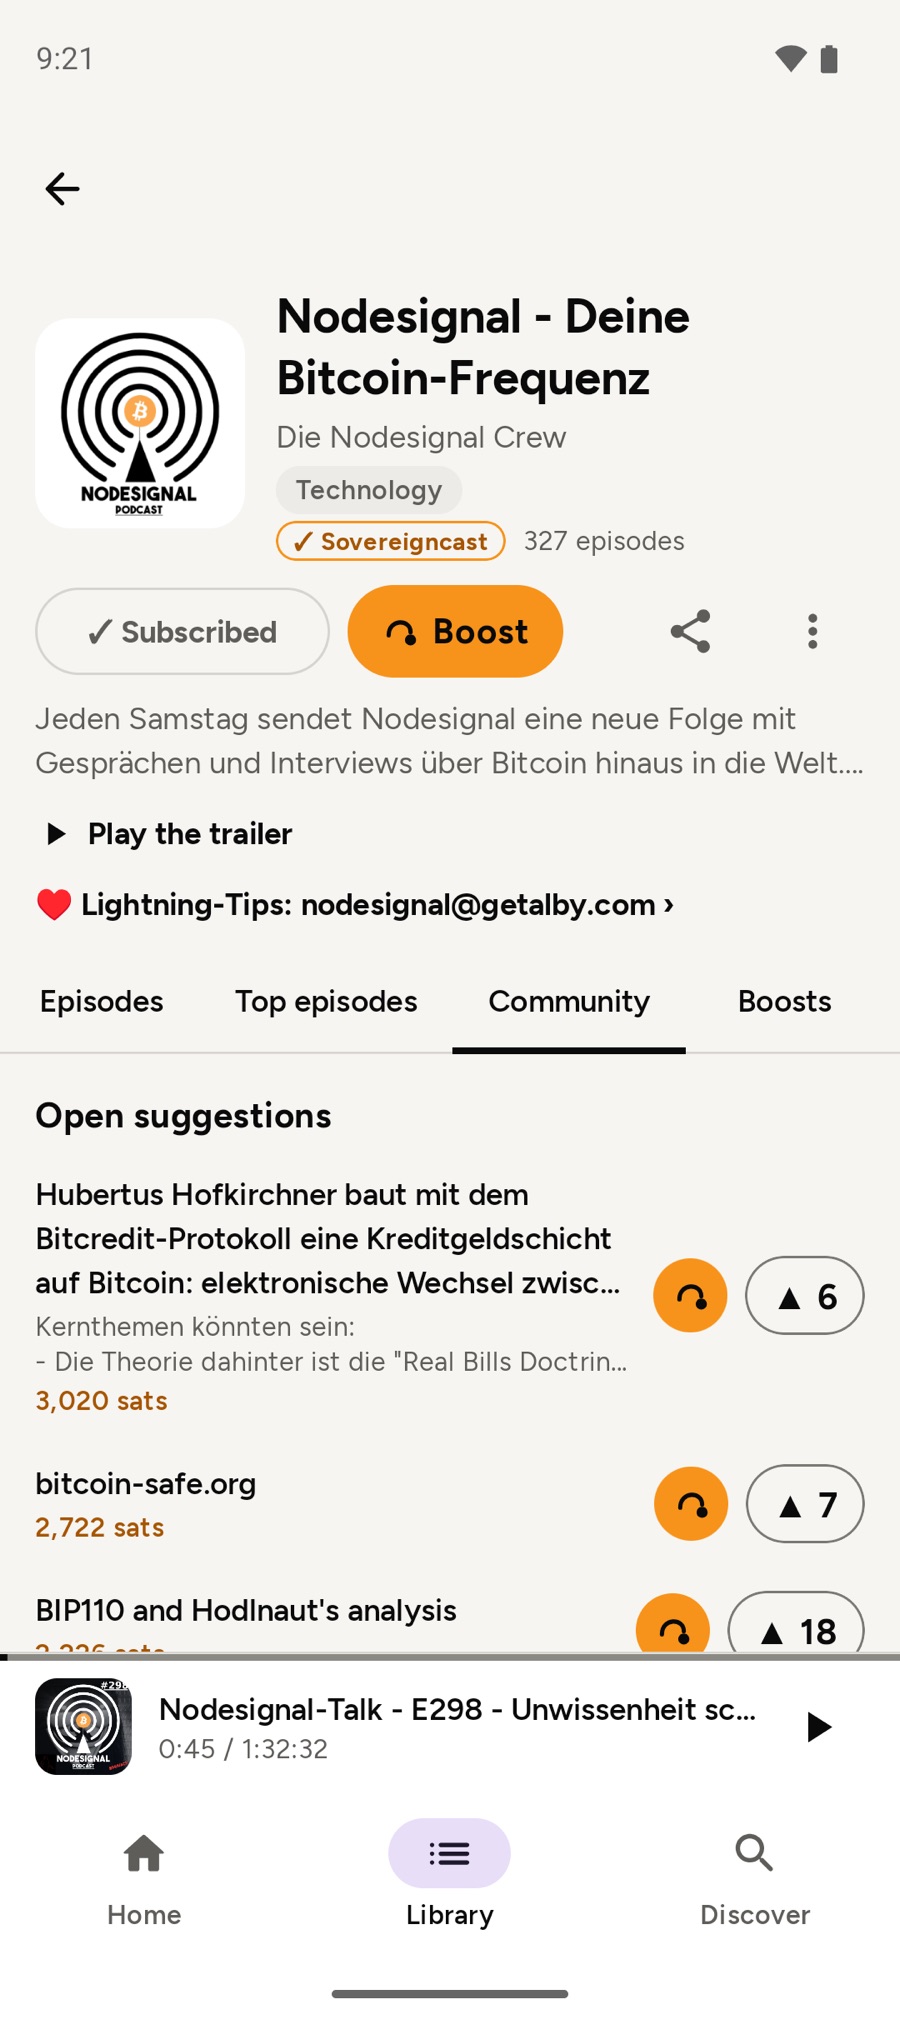 9:21
Nodesignal - Deine
Bitcoin-Frequenz
Die Nodesignal Crew
Technology
✓ Sovereigncast
327 episodes
NODESIGNAL
PODCAST
✓ Subscribed
Boost
Jeden Samstag sendet Nodesignal eine neue Folge mit
Gesprächen und Interviews über Bitcoin hinaus in die Welt....
Play the trailer
❤️ Lightning-Tips: nodesignal@getalby.com ›
Episodes
Top episodes
Community
Boosts
Open suggestions
Hubertus Hofkirchner baut mit dem
Bitcredit-Protokoll eine Kreditgeldschicht
auf Bitcoin: elektronische Wechsel zwisc...
Kernthemen könnten sein:
- Die Theorie dahinter ist die "Real Bills Doctrin...
3,020 sats
▲ 6
bitcoin-safe.org
2,722 sats
▲ 7
BIP110 and Hodlnaut's analysis
▲ 18
#298
NODESIGNAL
PODCAST
Nodesignal-Talk - E298 - Unwissenheit sc...
0:45 / 1:32:32
Home
Library
Discover